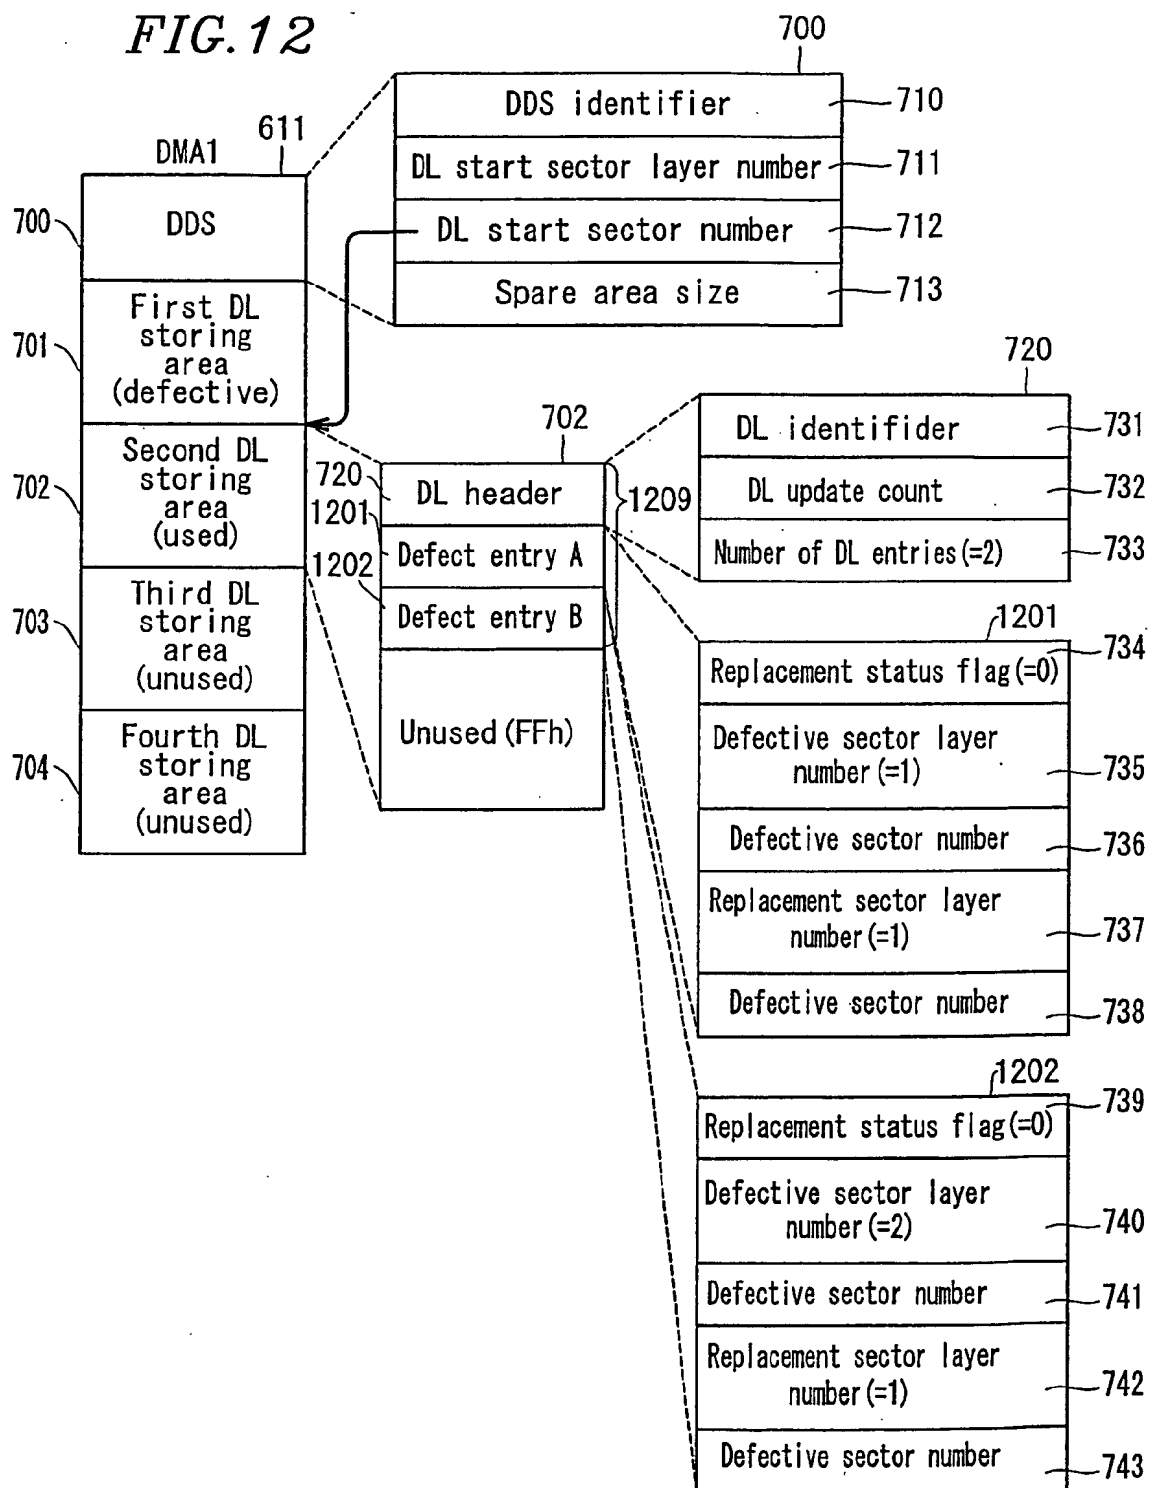 FIG. 12
700
DDS identifier
710
DL start sector layer number
711
DL start sector number
712
Spare area size
713
611
DMA1
700
DDS
701
First DL
storing
area
(defective)
702
Second DL
storing
area
(used)
703
Third DL
storing
area
(unused)
704
Fourth DL
storing
area
(unused)
702
720
DL header
1209
1201
Defect entry A
1202
Defect entry B
Unused (FFh)
720
DL identifider
731
DL update count
732
Number of DL entries (=2)
733
1201
Replacement status flag (=0)
734
Defective sector layer
number (=1)
735
Defective sector number
736
Replacement sector layer
number (=1)
737
Defective sector number
738
1202
Replacement status flag (=0)
739
Defective sector layer
number (=2)
740
Defective sector number
741
Replacement sector layer
number (=1)
742
Defective sector number
743